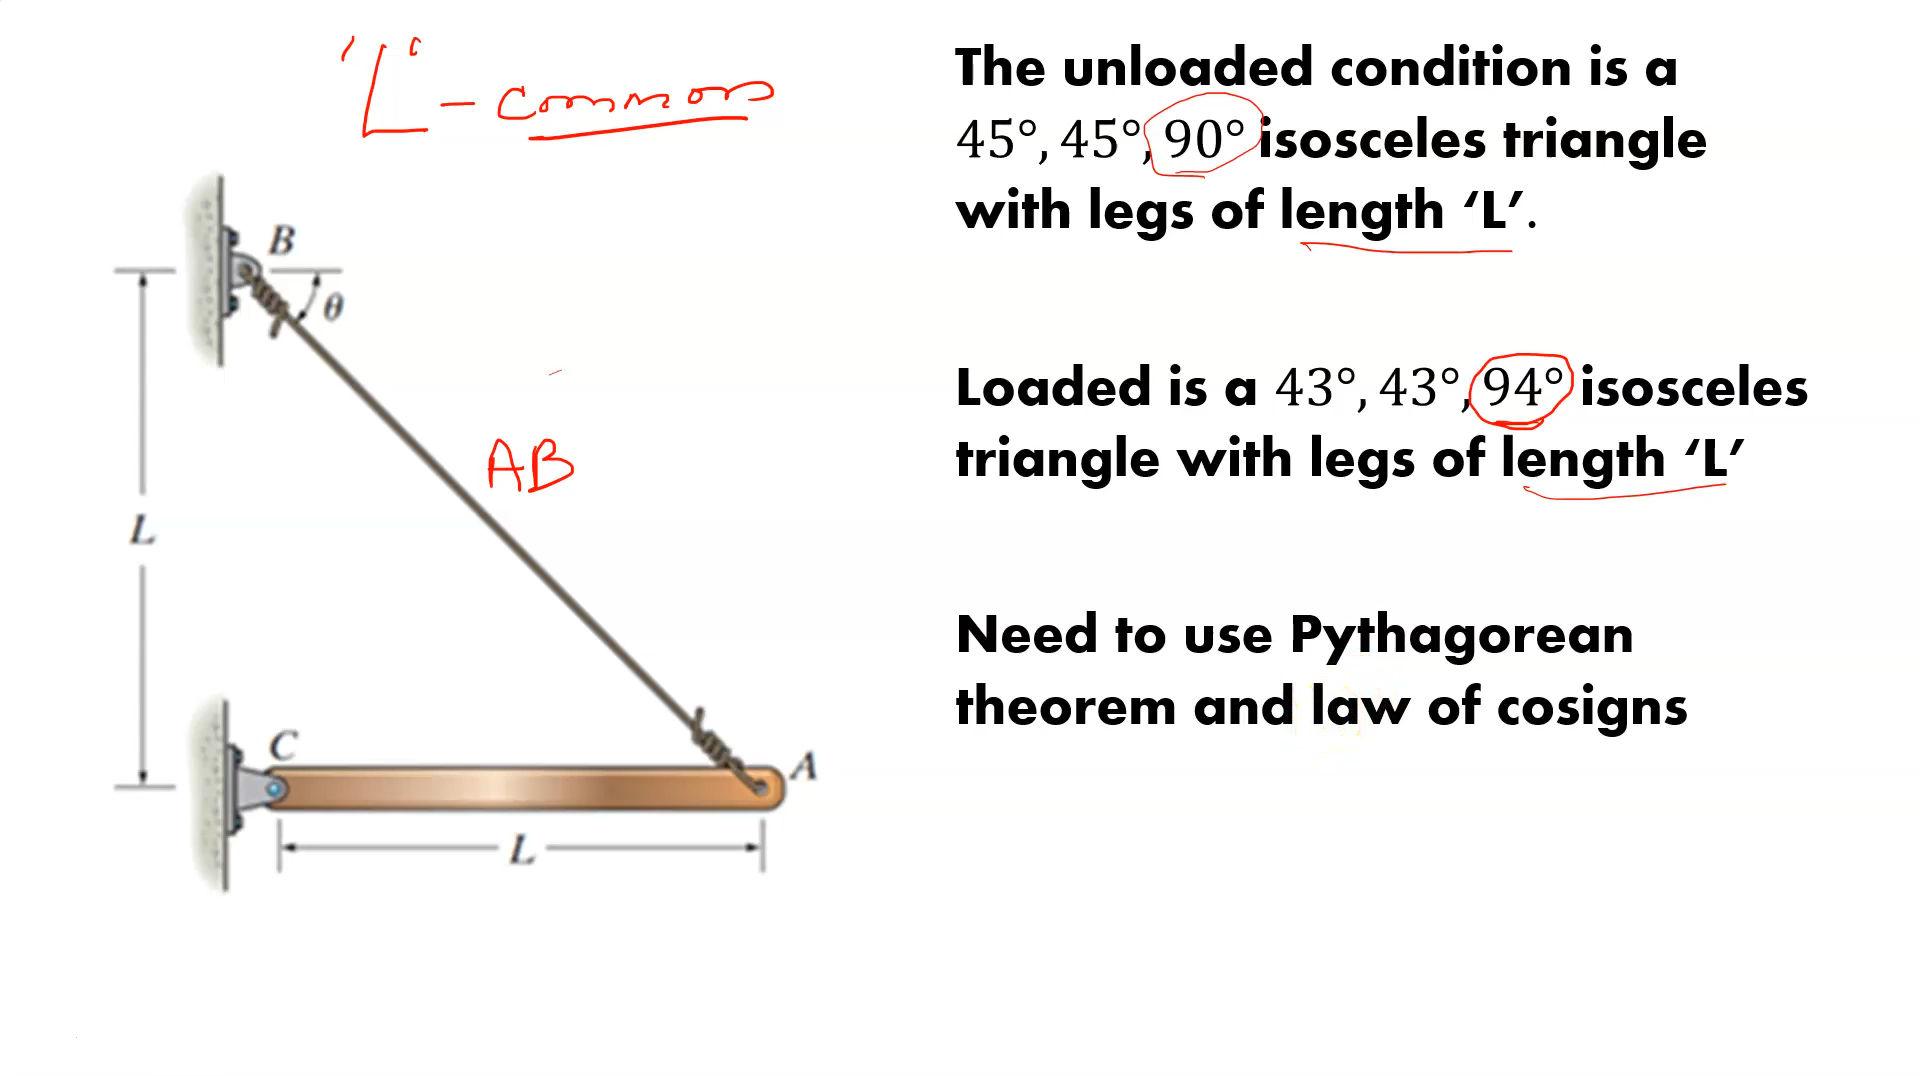 'L' - common
The unloaded condition is a
45°, 45°, 90° isosceles triangle
with legs of length ‘L’.
B
θ
Loaded is a 43°, 43°, 94° isosceles
triangle with legs of length ‘L’
AB
L
Need to use Pythagorean
theorem and law of cosigns
C
A
L